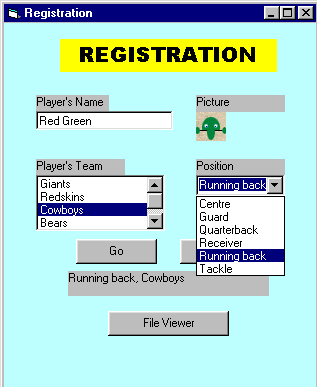 Registration
REGISTRATION
Player's Name
Picture
Red Green
Player's Team
Position
Giants
Redskins
Cowboys
Bears
Running back
Centre
Guard
Quarterback
Receiver
Running back
Tackle
Go
Running back, Cowboys
File Viewer